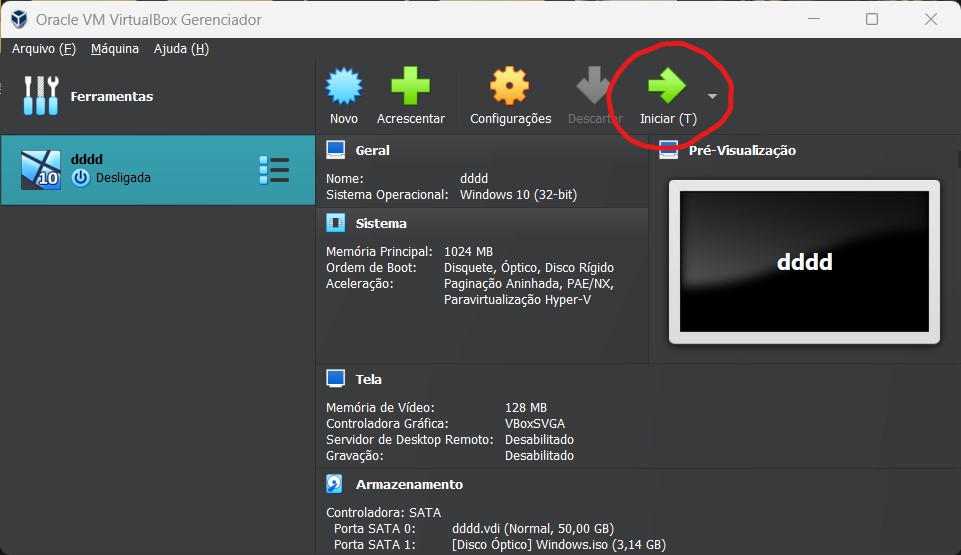 Oracle VM VirtualBox Gerenciador
Arquivo (F) Máquina Ajuda (H)
Ferramentas
Novo Acrescentar Configurações Descartar Iniciar (T)
dddd
10 Desligada
Geral
Nome: dddd
Sistema Operacional: Windows 10 (32-bit)
Pré-Visualização
dddd
Sistema
Memória Principal: 1024 MB
Ordem de Boot: Disquete, Óptico, Disco Rígido
Aceleração: Paginação Aninhada, PAE/NX,
Paravirtualização Hyper-V
Tela
Memória de Vídeo: 128 MB
Controladora Gráfica: VBoxSVGA
Servidor de Desktop Remoto: Desabilitado
Gravação: Desabilitado
Armazenamento
Controladora: SATA
Porta SATA 0: dddd.vdi (Normal, 50,00 GB)
Porta SATA 1: [Disco Óptico] Windows.iso (3,14 GB)